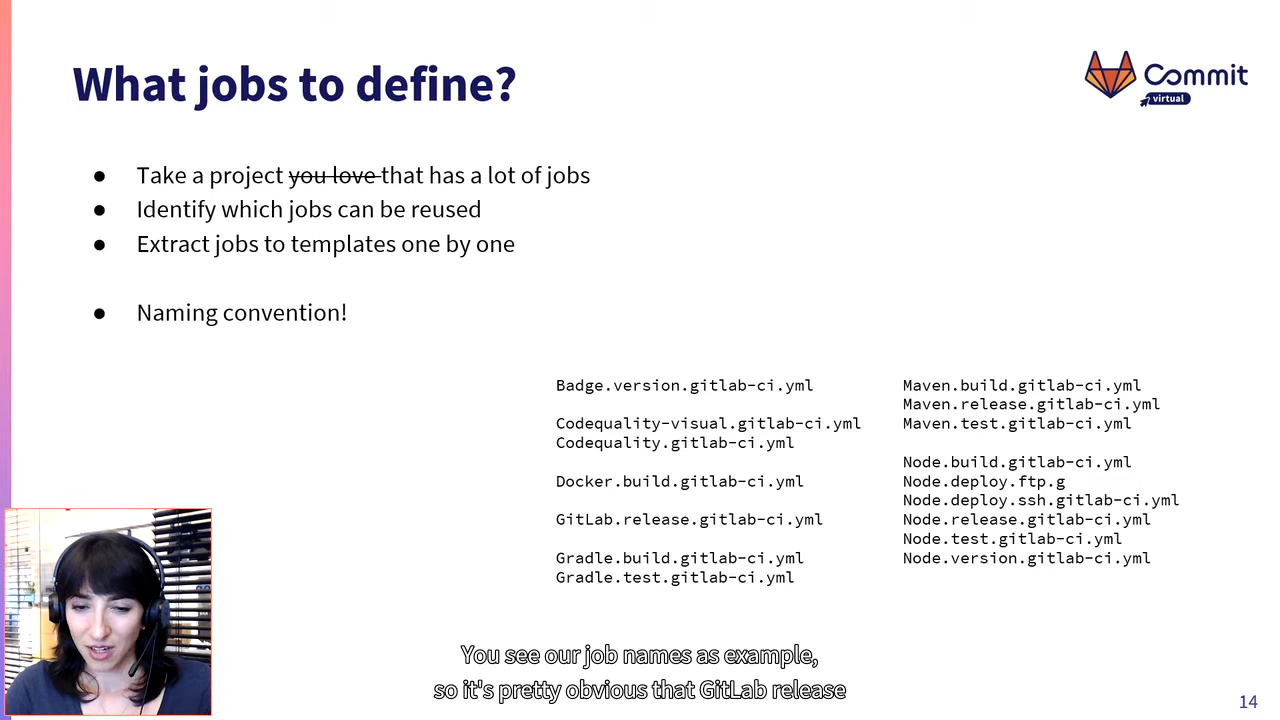 What jobs to define?
Commit
virtual
● Take a project you love that has a lot of jobs
● Identify which jobs can be reused
● Extract jobs to templates one by one
● Naming convention!
Badge.version.gitlab-ci.yml
Codequality-visual.gitlab-ci.yml
Codequality.gitlab-ci.yml
Docker.build.gitlab-ci.yml
GitLab.release.gitlab-ci.yml
Gradle.build.gitlab-ci.yml
Gradle.test.gitlab-ci.yml
Maven.build.gitlab-ci.yml
Maven.release.gitlab-ci.yml
Maven.test.gitlab-ci.yml
Node.build.gitlab-ci.yml
Node.deploy.ftp.g
Node.deploy.ssh.gitlab-ci.yml
Node.release.gitlab-ci.yml
Node.test.gitlab-ci.yml
Node.version.gitlab-ci.yml
You see our job names as example,
so it's pretty obvious that GitLab release
14